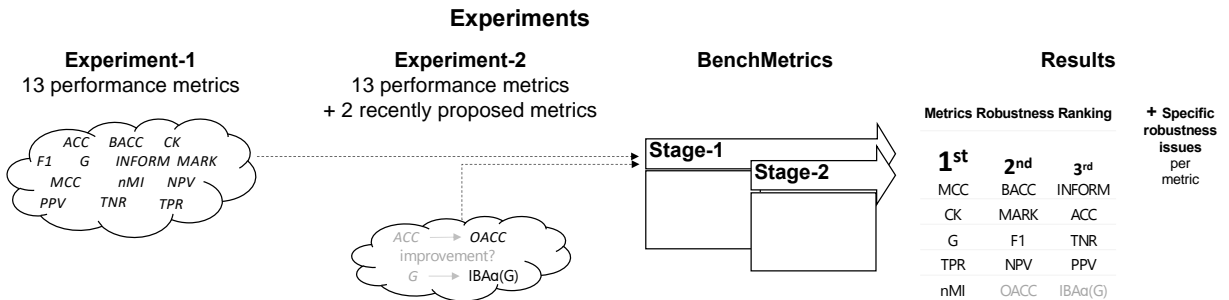 Experiments
Experiment-1
13 performance metrics
Experiment-2
13 performance metrics
+ 2 recently proposed metrics
BenchMetrics
Results
ACC BACC CK
F1 G INFORM MARK
MCC nMI NPV
PPV TNR TPR
ACC OACC
improvement?
G IBAα(G)
Stage-1
Stage-2
Metrics Robustness Ranking
1st 2nd 3rd
MCC BACC INFORM
CK MARK ACC
G F1 TNR
TPR NPV PPV
nMI OACC IBAα(G)
+ Specific
robustness
issues
per
metric